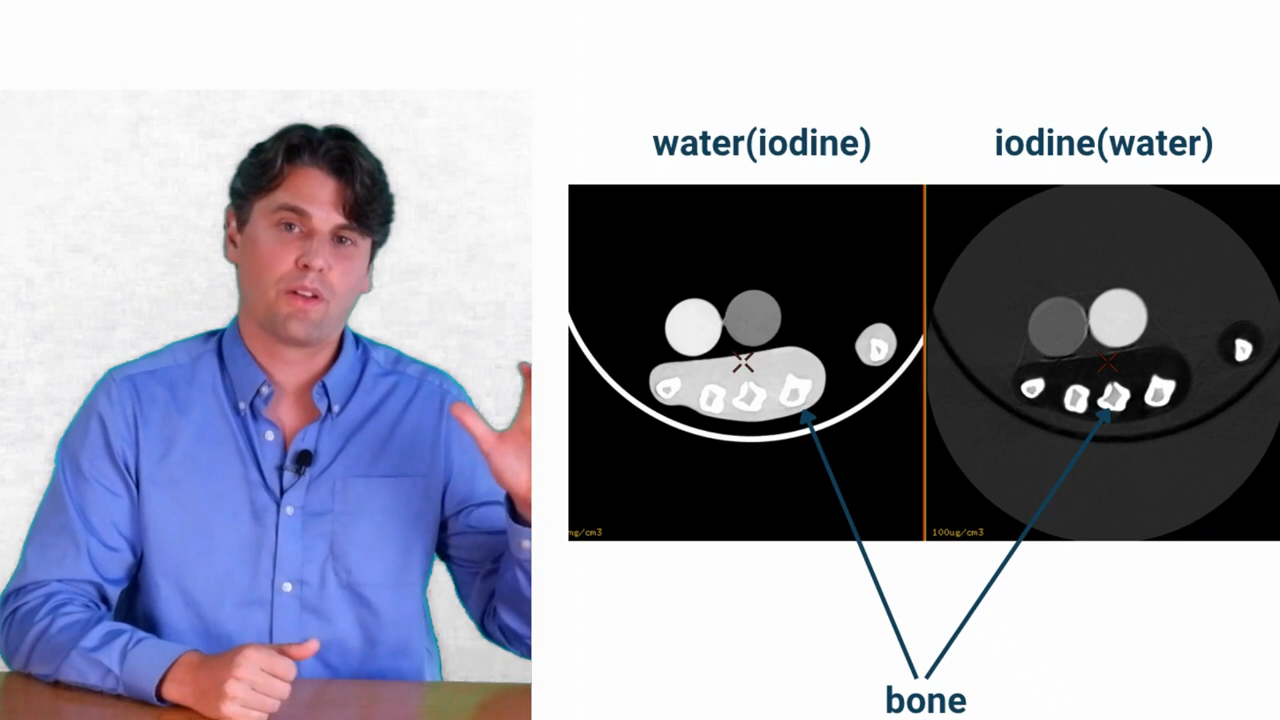 water(iodine)
iodine(water)
mg/cm3
100ug/cm3
bone